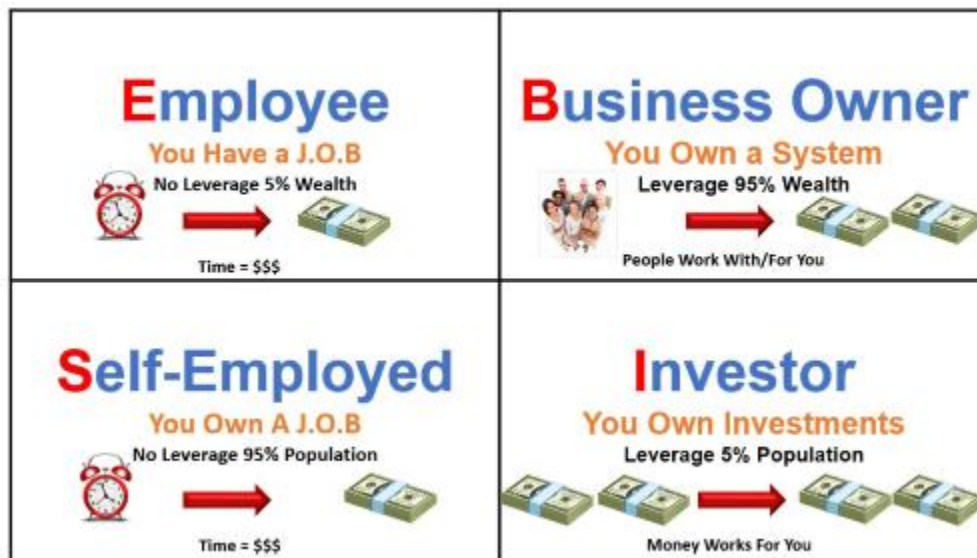 Employee
You Have a J.O.B
No Leverage 5% Wealth
Time = $$$
Business Owner
You Own a System
Leverage 95% Wealth
People Work With/For You
Self-Employed
You Own A J.O.B
No Leverage 95% Population
Time = $$$
Investor
You Own Investments
Leverage 5% Population
Money Works For You